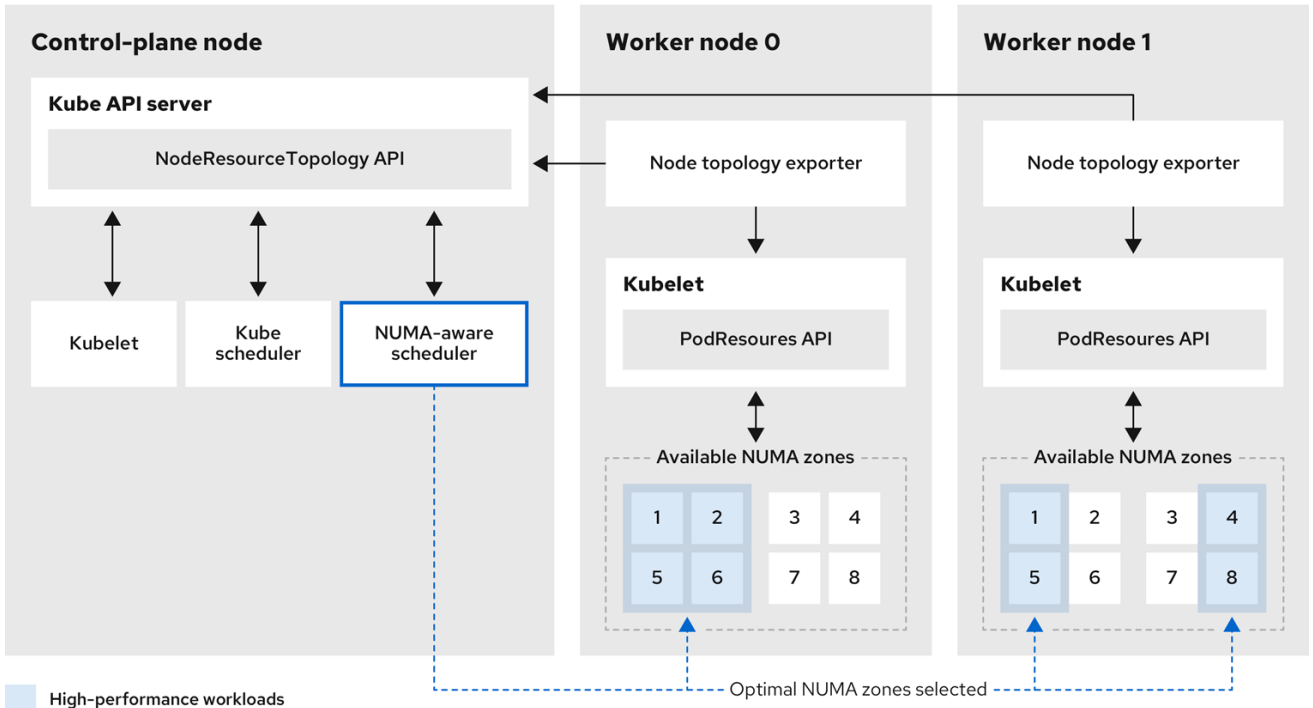 Control-plane node
Kube API server
NodeResourceTopology API
Kubelet
Kube
scheduler
NUMA-aware
scheduler
Worker node 0
Node topology exporter
Kubelet
PodResoures API
Available NUMA zones
1 2 3 4
5 6 7 8
Worker node 1
Node topology exporter
Kubelet
PodResoures API
Available NUMA zones
1 2 3 4
5 6 7 8
Optimal NUMA zones selected
High-performance workloads